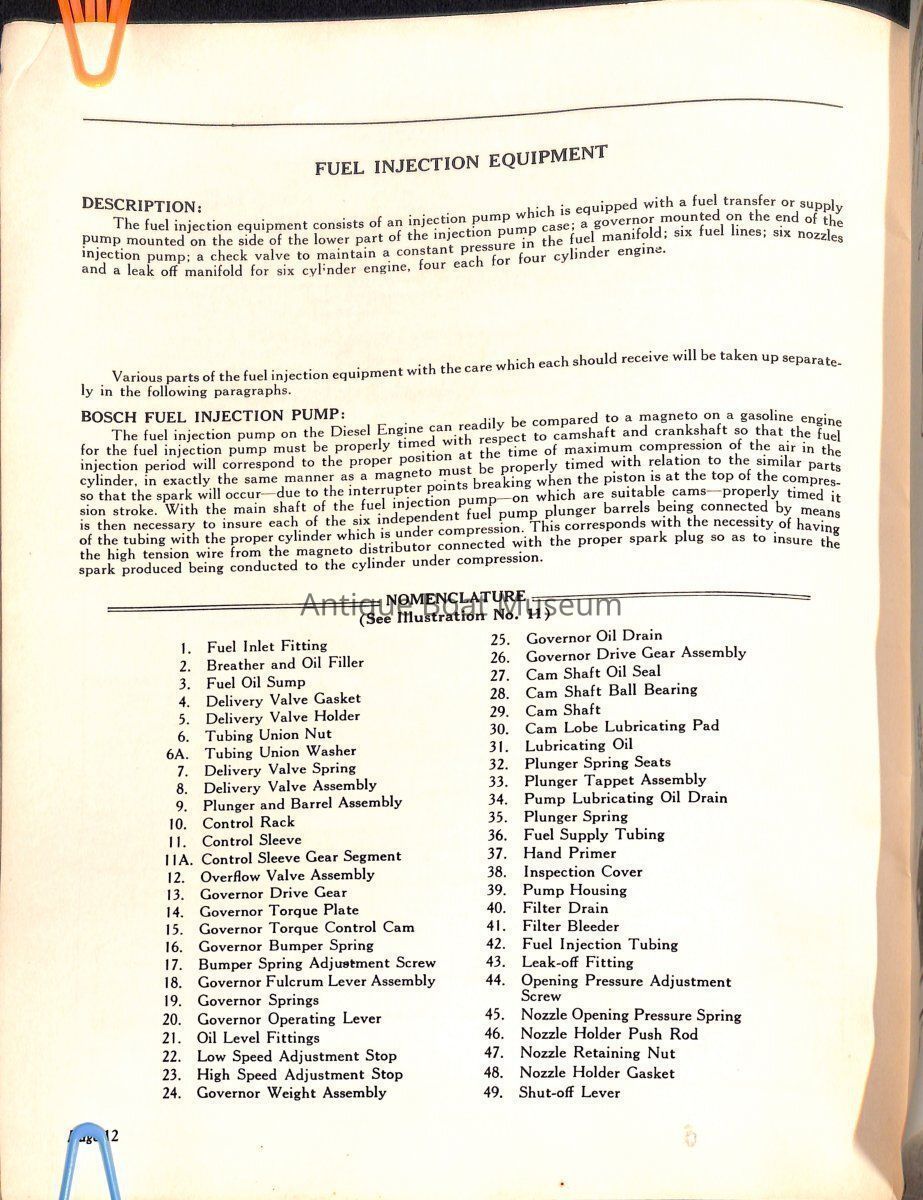 FUEL INJECTION EQUIPMENT
DESCRIPTION:
The fuel injection equipment consists of an injection pump which is equipped with a fuel transfer or supply
pump mounted on the side of the lower part of the injection pump case; a governor mounted on the end of the
injection pump; a check valve to maintain a constant pressure in the fuel manifold; six fuel lines; six nozzles
and a leak off manifold for six cylinder engine, four each for four cylinder engine.
Various parts of the fuel injection equipment with the care which each should receive will be taken up separate-
ly in the following paragraphs.
BOSCH FUEL INJECTION PUMP:
The fuel injection pump on the Diesel Engine can readily be compared to a magneto on a gasoline engine
for the fuel injection pump must be properly timed with respect to camshaft and crankshaft so that the fuel
injection period will correspond to the proper position at the time of maximum compression of the air in the
cylinder, in exactly the same manner as a magneto must be properly timed with relation to the similar parts
so that the spark will occur—due to the interrupter points breaking when the piston is at the top of the compres-
sion stroke. With the main shaft of the fuel injection pump—on which are suitable cams—properly timed it
is then necessary to insure each of the six independent fuel pump plunger barrels being connected by means
of the tubing with the proper cylinder which is under compression. This corresponds with the necessity of having
the high tension wire from the magneto distributor connected with the proper spark plug so as to insure the
spark produced being conducted to the cylinder under compression.
NOMENCLATURE
Antique Boat Museum
(See Illustration No. 11)
1. Fuel Inlet Fitting
2. Breather and Oil Filler
3. Fuel Oil Sump
4. Delivery Valve Gasket
5. Delivery Valve Holder
6. Tubing Union Nut
6A. Tubing Union Washer
7. Delivery Valve Spring
8. Delivery Valve Assembly
9. Plunger and Barrel Assembly
10. Control Rack
11. Control Sleeve
11A. Control Sleeve Gear Segment
12. Overflow Valve Assembly
13. Governor Drive Gear
14. Governor Torque Plate
15. Governor Torque Control Cam
16. Governor Bumper Spring
17. Bumper Spring Adjustment Screw
18. Governor Fulcrum Lever Assembly
19. Governor Springs
20. Governor Operating Lever
21. Oil Level Fittings
22. Low Speed Adjustment Stop
23. High Speed Adjustment Stop
24. Governor Weight Assembly
25. Governor Oil Drain
26. Governor Drive Gear Assembly
27. Cam Shaft Oil Seal
28. Cam Shaft Ball Bearing
29. Cam Shaft
30. Cam Lobe Lubricating Pad
31. Lubricating Oil
32. Plunger Spring Seats
33. Plunger Tappet Assembly
34. Pump Lubricating Oil Drain
35. Plunger Spring
36. Fuel Supply Tubing
37. Hand Primer
38. Inspection Cover
39. Pump Housing
40. Filter Drain
41. Filter Bleeder
42. Fuel Injection Tubing
43. Leak-off Fitting
44. Opening Pressure Adjustment
Screw
45. Nozzle Opening Pressure Spring
46. Nozzle Holder Push Rod
47. Nozzle Retaining Nut
48. Nozzle Holder Gasket
49. Shut-off Lever
Page 12